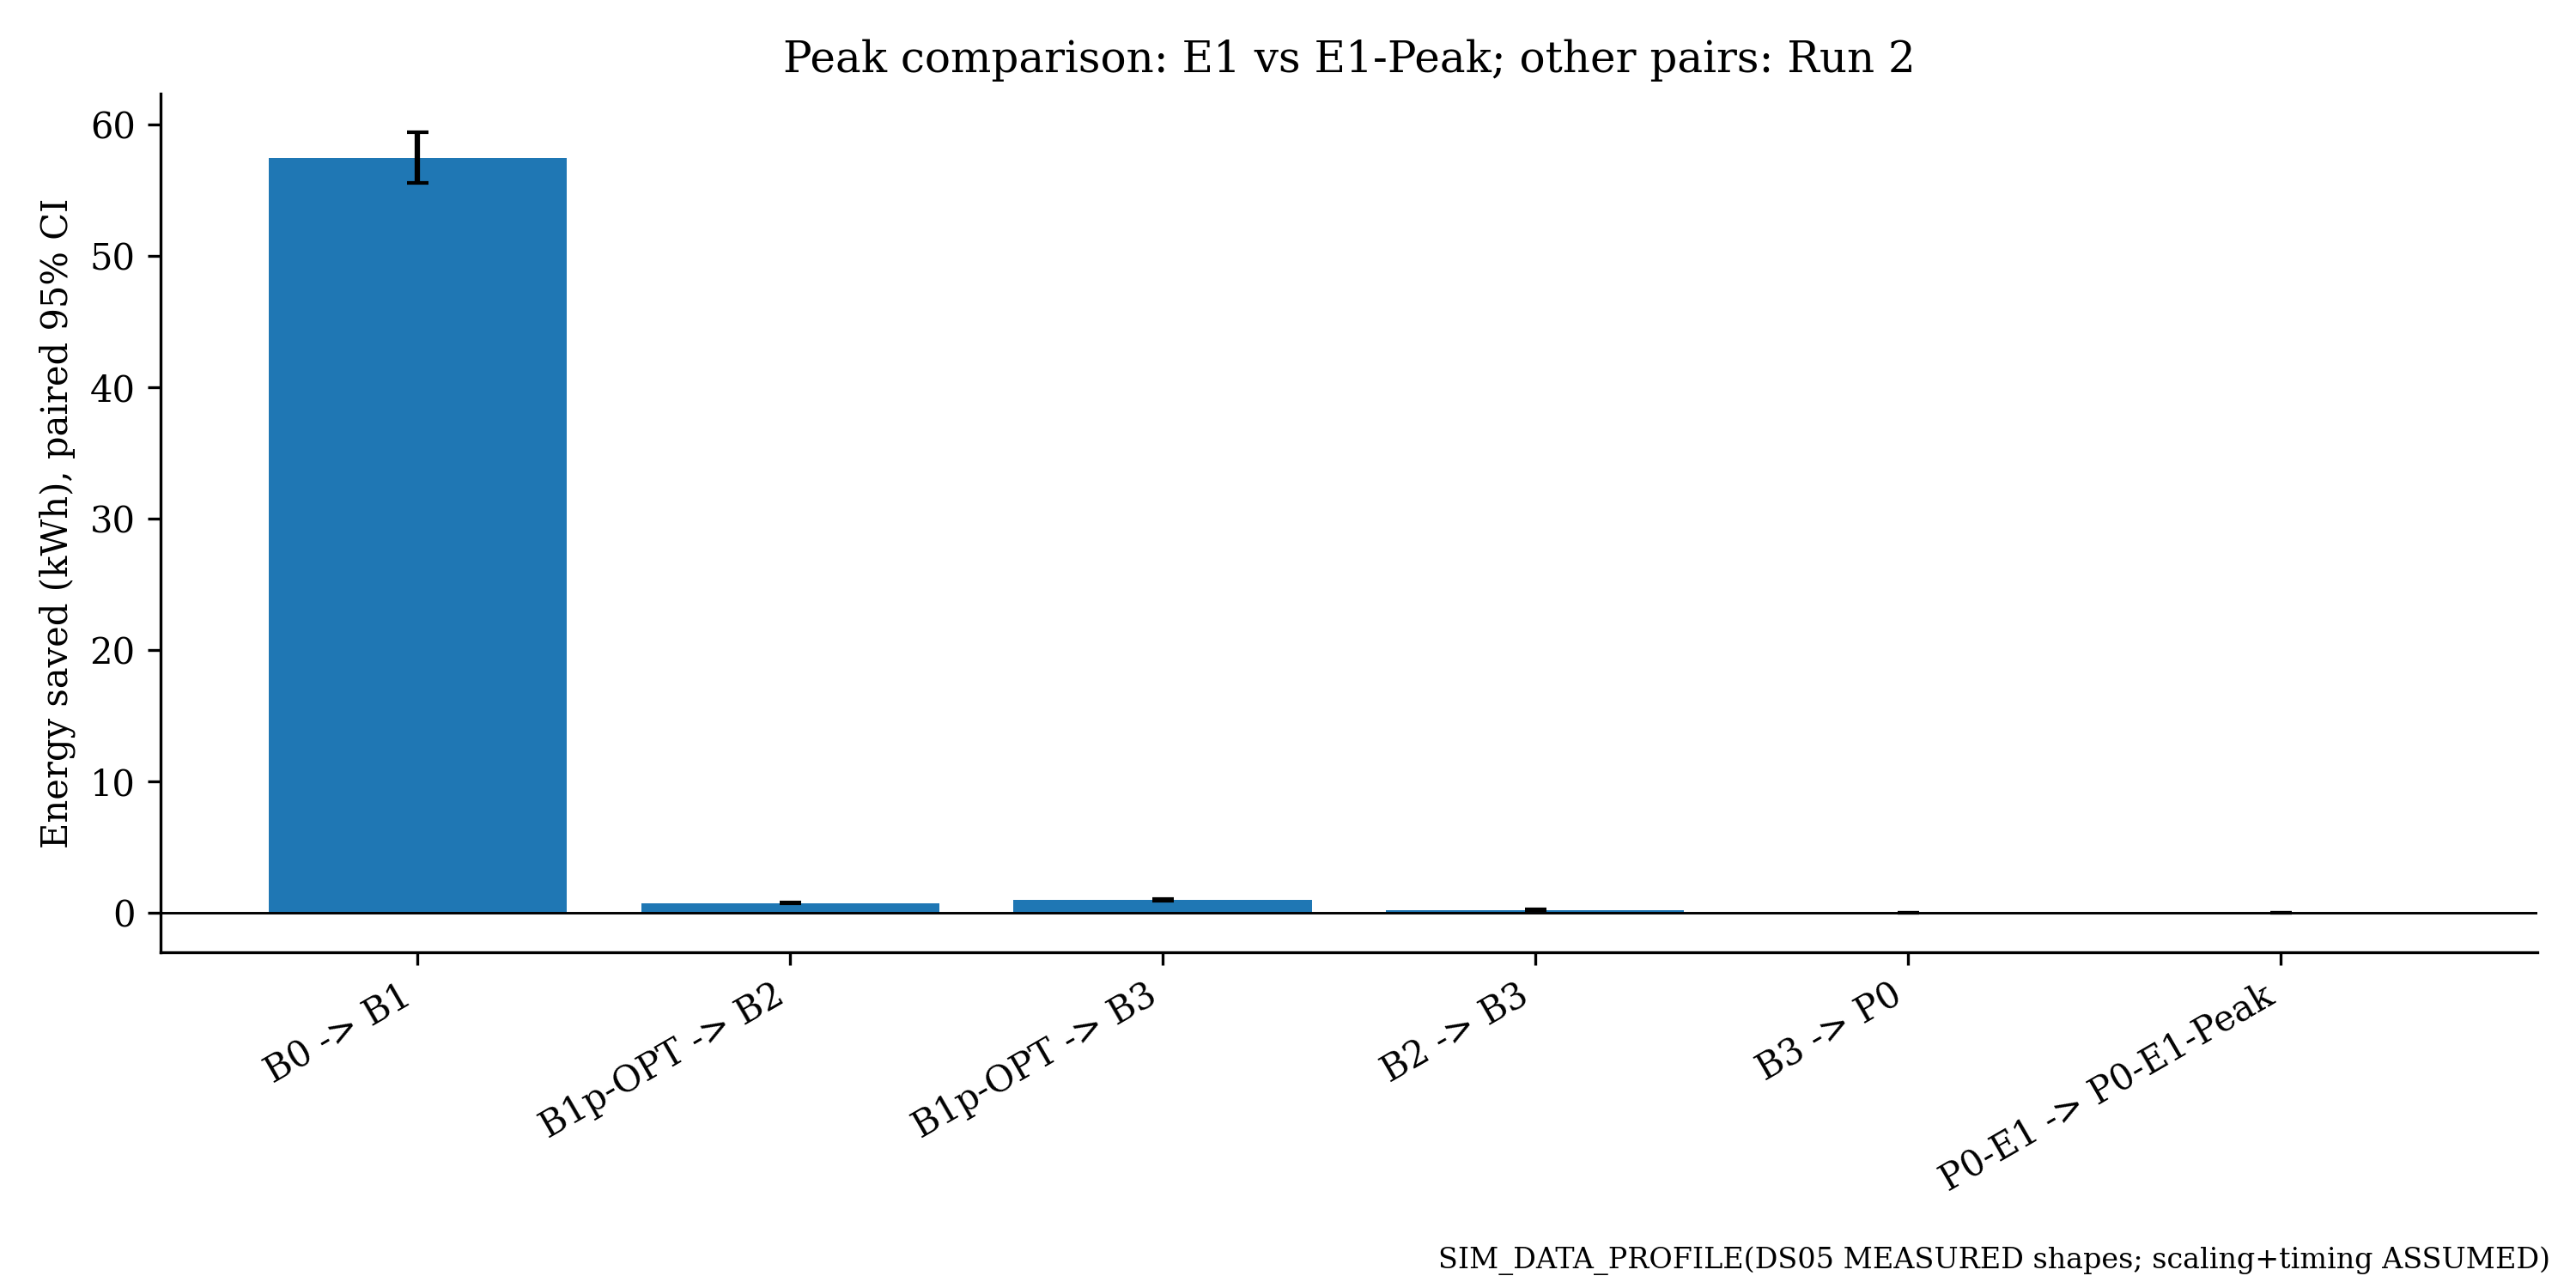 Peak comparison: E1 vs E1-Peak; other pairs: Run 2
Energy saved (kWh), paired 95% CI
60
50
40
30
20
10
0
B0 -> B1
B1p-OPT -> B2
B1p-OPT -> B3
B2 -> B3
B3 -> P0
P0-E1 -> P0-E1-Peak
SIM_DATA_PROFILE(DS05 MEASURED shapes; scaling+timing ASSUMED)